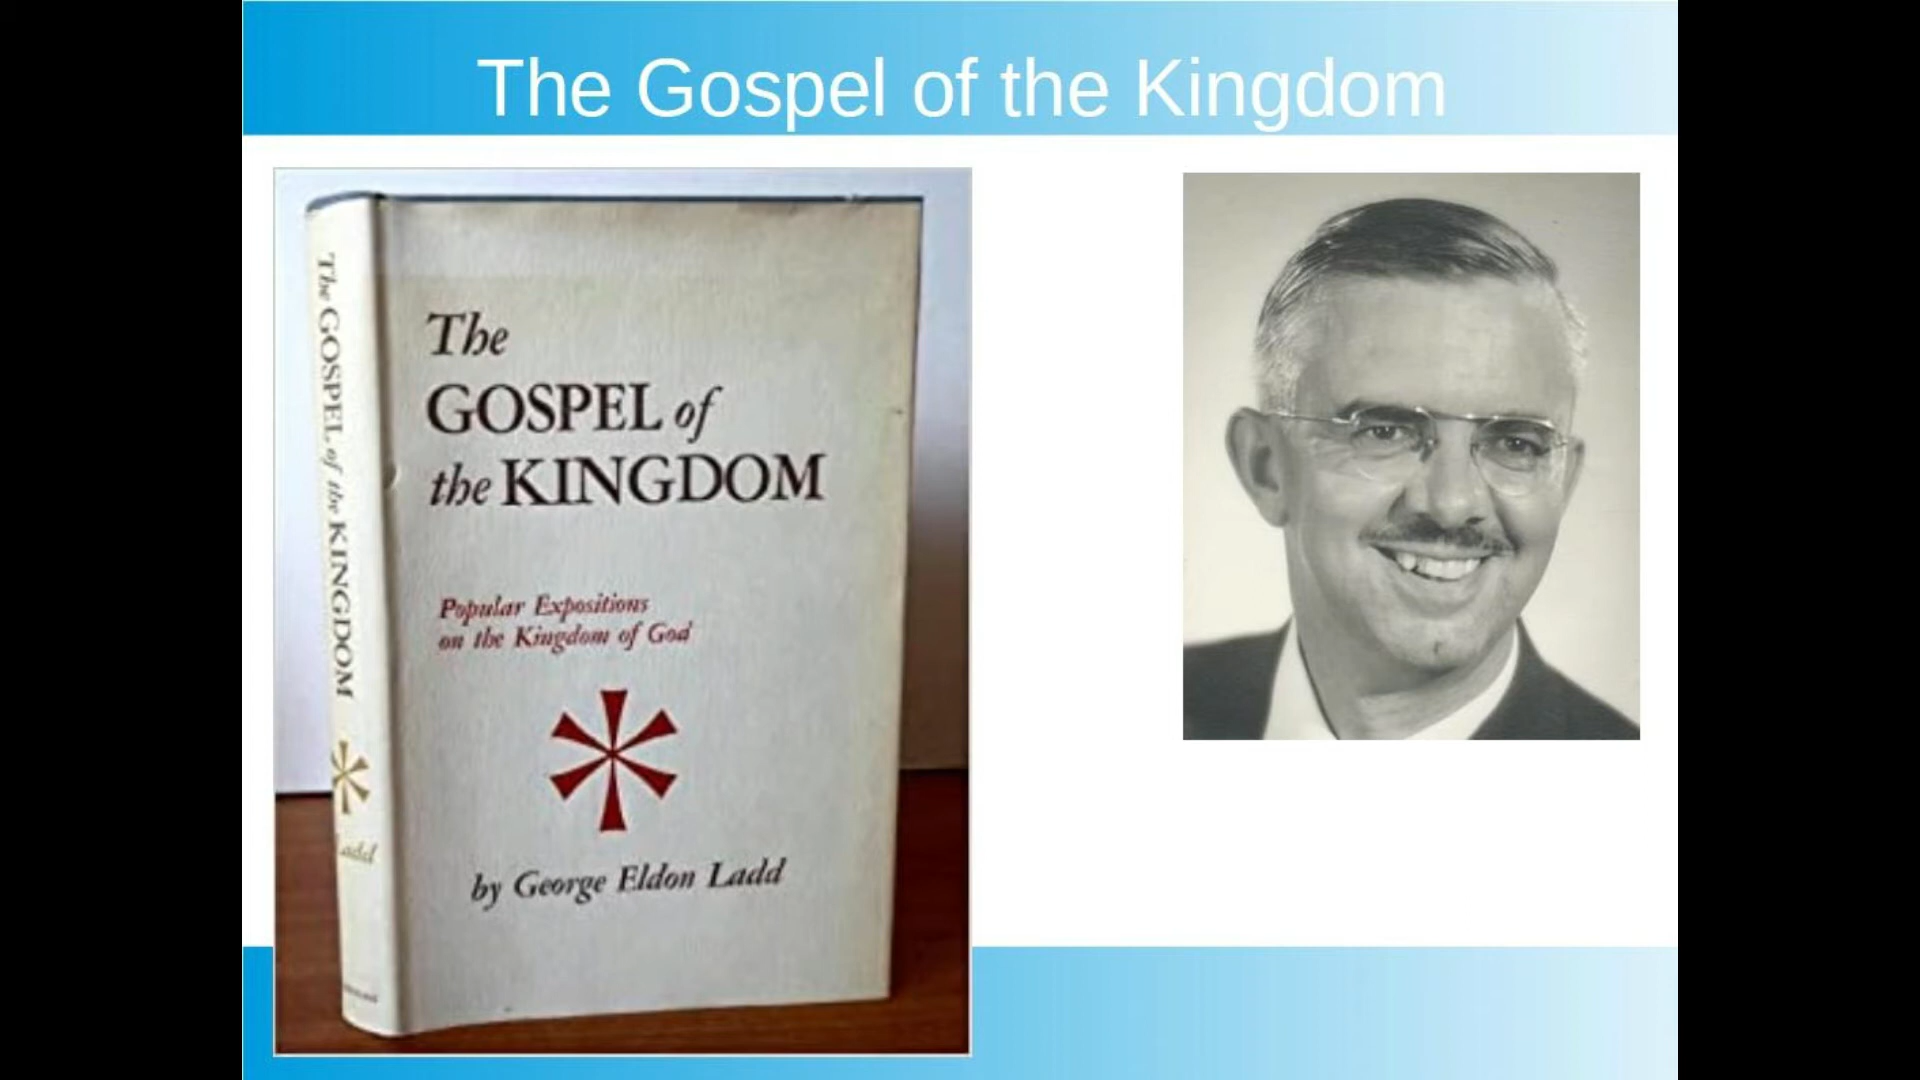 The Gospel of the Kingdom
The GOSPEL of the KINGDOM
add
The
GOSPEL of
the KINGDOM
Popular Expositions
on the Kingdom of God
by George Eldon Ladd